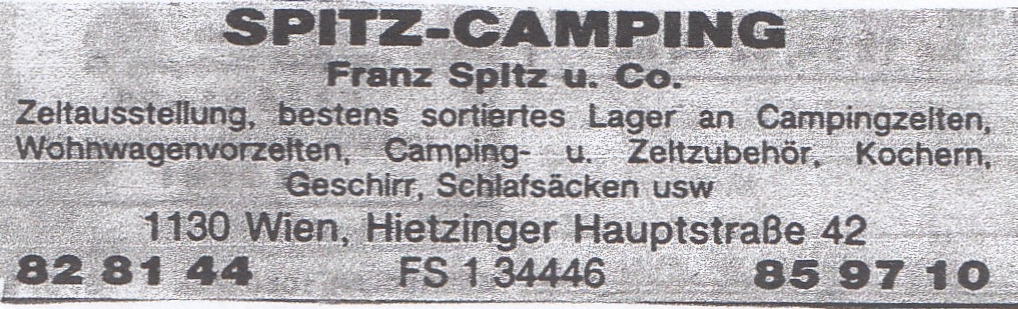 SPITZ-CAMPING
Franz Spitz u. Co.
Zeltausstellung, bestens sortiertes Lager an Campingzelten,
Wohnwagenvorzelten, Camping- u. Zeltzubehör, Kochern,
Geschirr, Schlafsäcken usw
1130 Wien, Hietzinger Hauptstraße 42
82 81 44 FS 1 34446 85 97 10